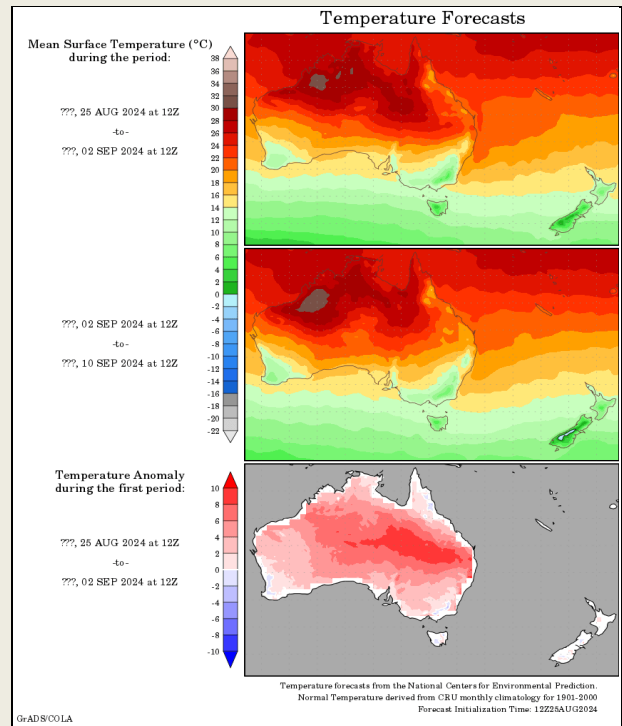 Temperature Forecasts
Mean Surface Temperature (°C)
during the period:
38
36
34
32
30
28
26
24
22
20
18
16
14
12
10
8
6
4
2
0
-2
-4
-6
-8
-10
-12
-14
-16
-18
-20
-22
???, 25 AUG 2024 at 12Z
-to-
???, 02 SEP 2024 at 12Z
???, 02 SEP 2024 at 12Z
-to-
???, 10 SEP 2024 at 12Z
Temperature Anomaly
during the first period:
10
8
6
4
2
0
-2
-4
-6
-8
-10
???, 25 AUG 2024 at 12Z
-to-
???, 02 SEP 2024 at 12Z
Temperature forecasts from the National Centers for Environmental Prediction.
Normal Temperature derived from CRU monthly climatology for 1901-2000
Forecast Initialization Time: 12Z25AUG2024
GrADS/COLA